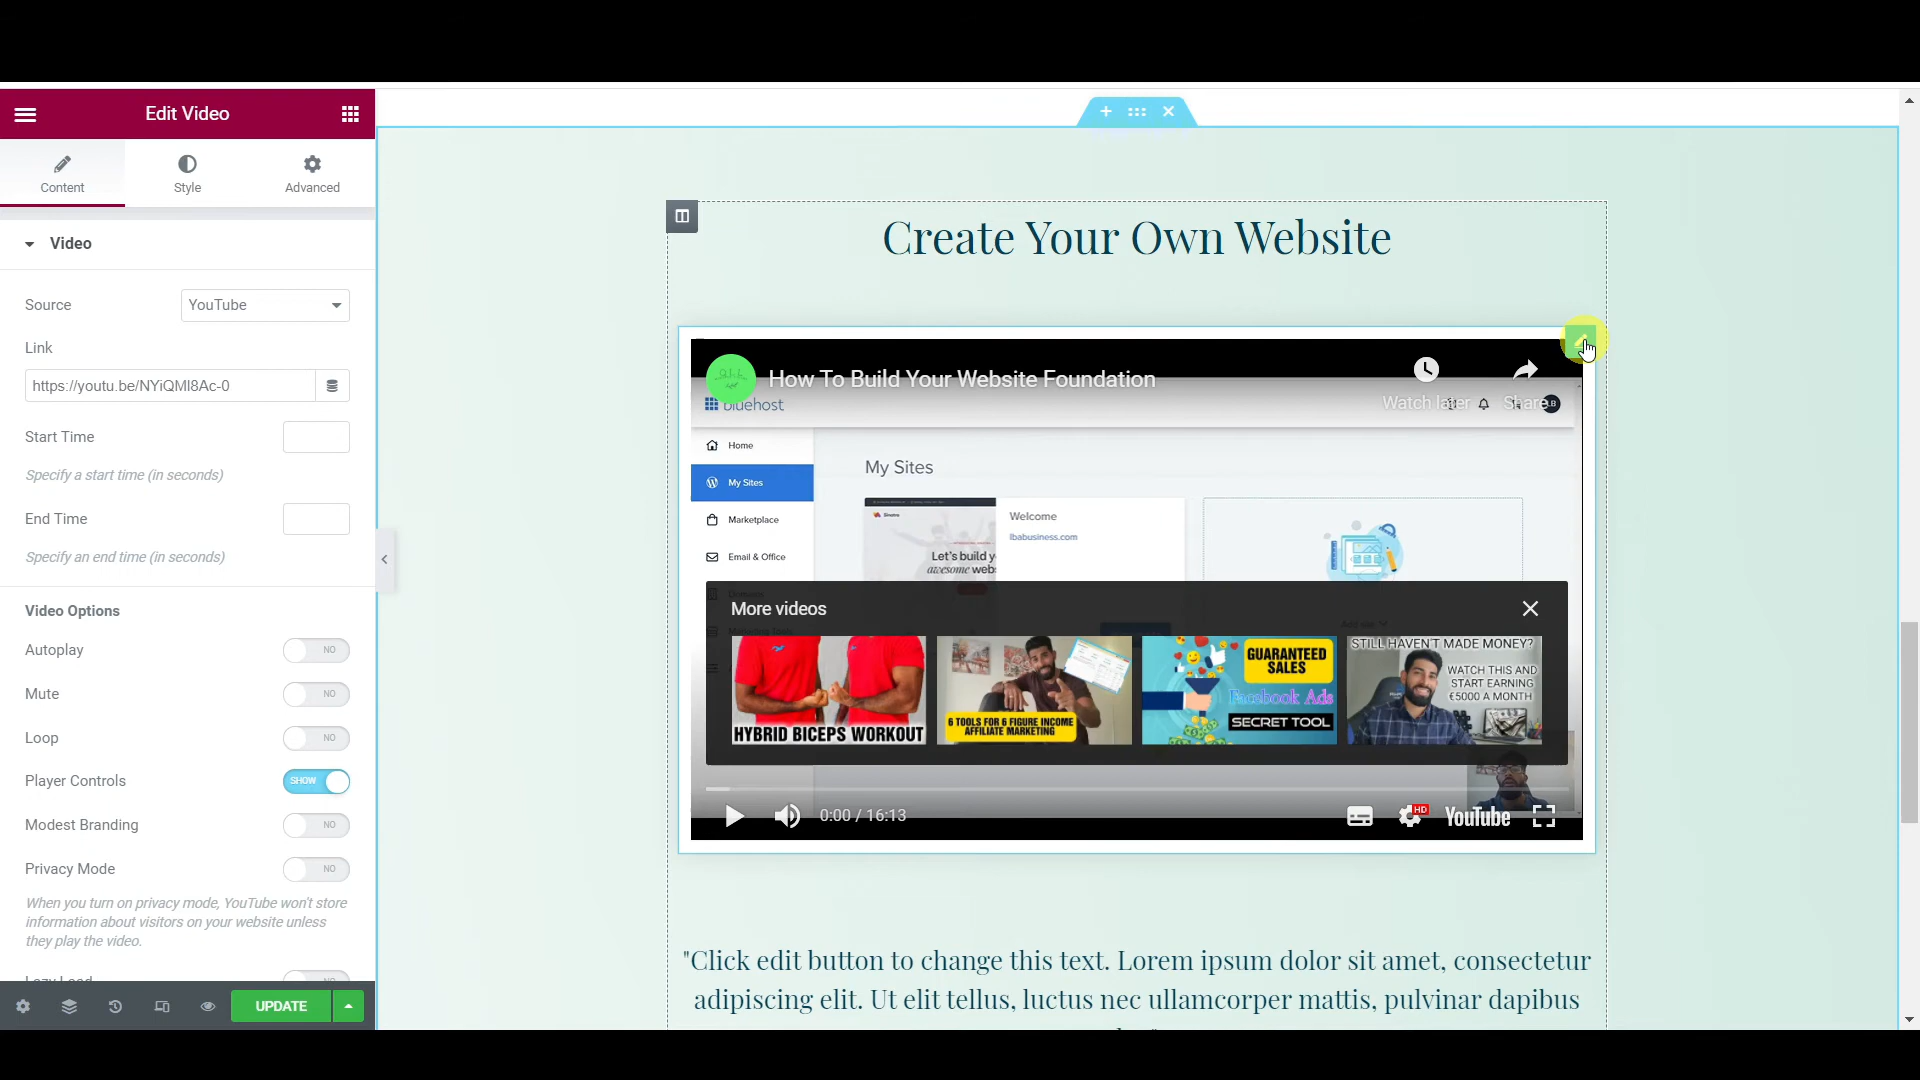 Edit Video
Content
Style
Advanced
Video
Source
YouTube
Link
https://youtu.be/NYiQMI8Ac-0
Start Time
Specify a start time (in seconds)
End Time
Specify an end time (in seconds)
Video Options
Autoplay
NO
Mute
NO
Loop
NO
Player Controls
SHOW
Modest Branding
NO
Privacy Mode
NO
When you turn on privacy mode, YouTube won't store
information about visitors on your website unless
they play the video.
Lazy Load
NO
UPDATE
Create Your Own Website
How To Build Your Website Foundation
Watch later
Share
bluehost
Home
My Sites
Marketplace
Email & Office
My Sites
Welcome
lbabusiness.com
Let's build
awesome
More videos
HYBRID BICEPS WORKOUT
6 TOOLS FOR 6 FIGURE INCOME
AFFILIATE MARKETING
GUARANTEED
SALES
Facebook Ads
SECRET TOOL
STILL HAVEN'T MADE MONEY?
WATCH THIS AND
START EARNING
€5000 A MONTH
0:00 / 16:13
HD
YouTube
"Click edit button to change this text. Lorem ipsum dolor sit amet, consectetur
adipiscing elit. Ut elit tellus, luctus nec ullamcorper mattis, pulvinar dapibus